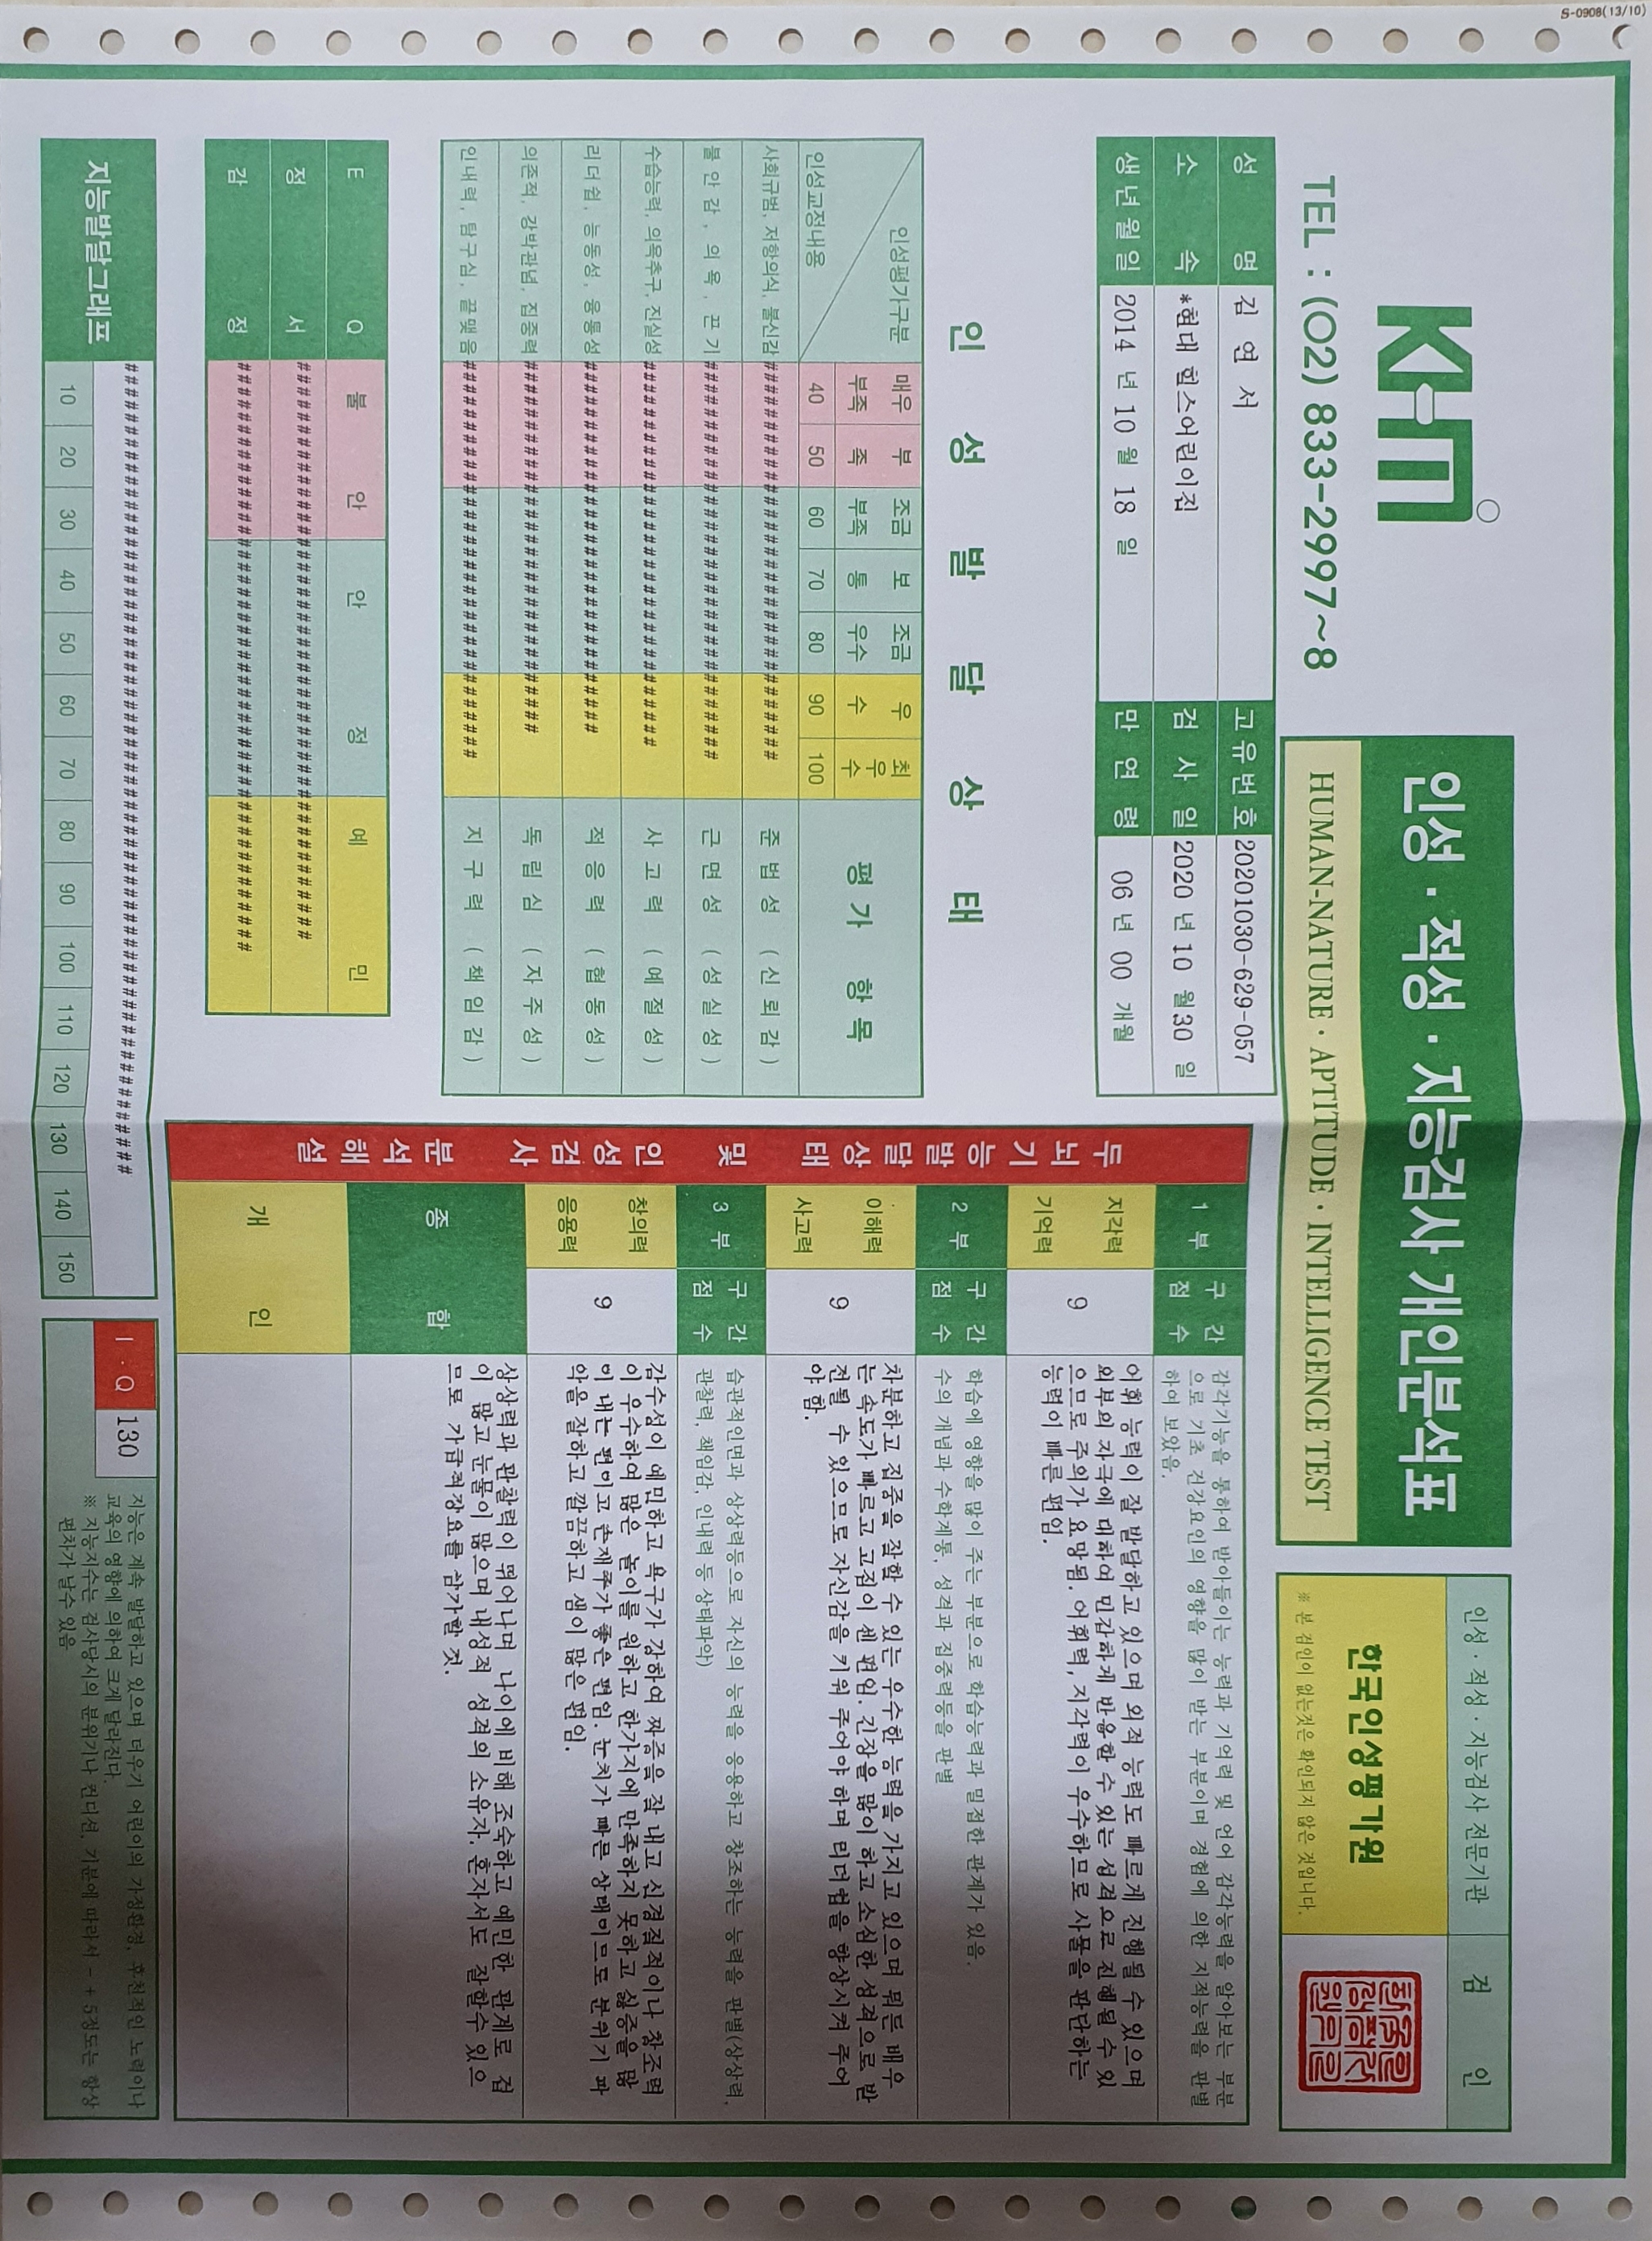 S-0908(13/10)
KHN
TEL : (02) 833-2997~8
인성 · 적성 · 지능검사 개인분석표
HUMAN-NATURE · APTITUDE · INTELLIGENCE TEST
인성 · 적성 · 지능검사 전문기관
검 인
한국인성평가원
※ 본 검인이 없는것은 확인되지 않은 것입니다.
성 명 김 연 서 고유번호 20201030-629-057
소 속 *현대 힐스어린이집 검 사 일 2020 년 10 월30 일
생년월일 2014 년 10 월 18 일 만 연 령 06 년 00 개월
인 성 발 달 상 태
인성평가구분
인성교정내용
매우부족 부족 조금부족 보통 조금우수 우수 최우수
40 50 60 70 80 90 100
평 가 항 목
사회규범, 저항의식, 불신감 준 법 성 ( 신 뢰 감 )
불 안 감 , 의 욕 , 끈 기 근 면 성 ( 성 실 성 )
수습능력, 의욕추구, 진실성 사 고 력 ( 예 절 성 )
리더쉽, 능동성, 융통성 적 응 력 ( 협 동 성 )
의존적, 강박관념, 집중력 독 립 심 ( 자 주 성 )
인내력, 탐구심, 끝맺음 지 구 력 ( 책 임 감 )
E Q 불 안 안 정 예 민
정 서
감 정
지능발달그래프
10 20 30 40 50 60 70 80 90 100 110 120 130 140 150
두뇌기능발달상태 및 인성검사 분석해설
1 부 구 간 점 수
감각기능을 통하여 받아들이는 능력과 기억력 및 언어 감각능력을 알아보는 부분
으로 기초 건강요인의 영향을 많이 받는 부분이며 경험에 의한 지적능력을 판별
하여 보았음.
지각력
기억력
9
어휘 능력이 잘 발달하고 있으며 외적 능력도 빠르게 진행될 수 있으며
외부의 자극에 대하여 민감하게 반응할 수 있는 성격으로 진행될 수 있
으므로 주의가 요망됨. 어휘력, 지각력이 우수하므로 사물을 판단하는
능력이 빠른 편임.
2 부 구 간 점 수
학습에 영향을 많이 주는 부분으로 학습능력과 밀접한 관계가 있음.
수의 개념과 수학계통, 성격과 집중력등을 판별
이해력
사고력
9
차분하고 집중을 잘할 수 있는 우수한 능력을 가지고 있으며 뭐든 배우
는 속도가 빠르고 고집이 센 편임. 긴장을 많이 하고 소심한 성격으로 발
전될 수 있으므로 자신감을 키워 주어야 하며 리더쉽을 향상시켜 주어
야 함.
3 부 구 간 점 수
습관적인면과 상상력등으로 자신의 능력을 응용하고 창조하는 능력을 판별(상상력,
관찰력, 책임감, 인내력 등 상태파악)
창의력
응용력
9
감수성이 예민하고 욕구가 강하여 짜증을 잘 내고 신경질적이나 창조력
이 우수하여 많은 놀이를 원하고 한가지에 만족하지 못하고 싫증을 많
이 내는 편이고 손재주가 좋은 편임. 눈치가 빠른 상태이므로 분위기 파
악을 잘하고 깔끔하고 샘이 많은 편임.
종 합
상상력과 관찰력이 뛰어나며 나이에 비해 조숙하고 예민한 관계로 겁
이 많고 눈물이 많으며 내성적 성격의 소유자. 혼자서도 잘할수 있으
므로 가급적강요를 삼가할 것.
개 인
I · Q 130
지능은 계속 발달하고 있으며 더우기 어린이의 가정환경, 후천적인 노력이나
교육의 영향에 의하여 크게 달라진다.
※ 지능지수는 검사당시의 분위기나 컨디션, 기분에 따라서 - + 5정도는 항상
편차가 날수 있음